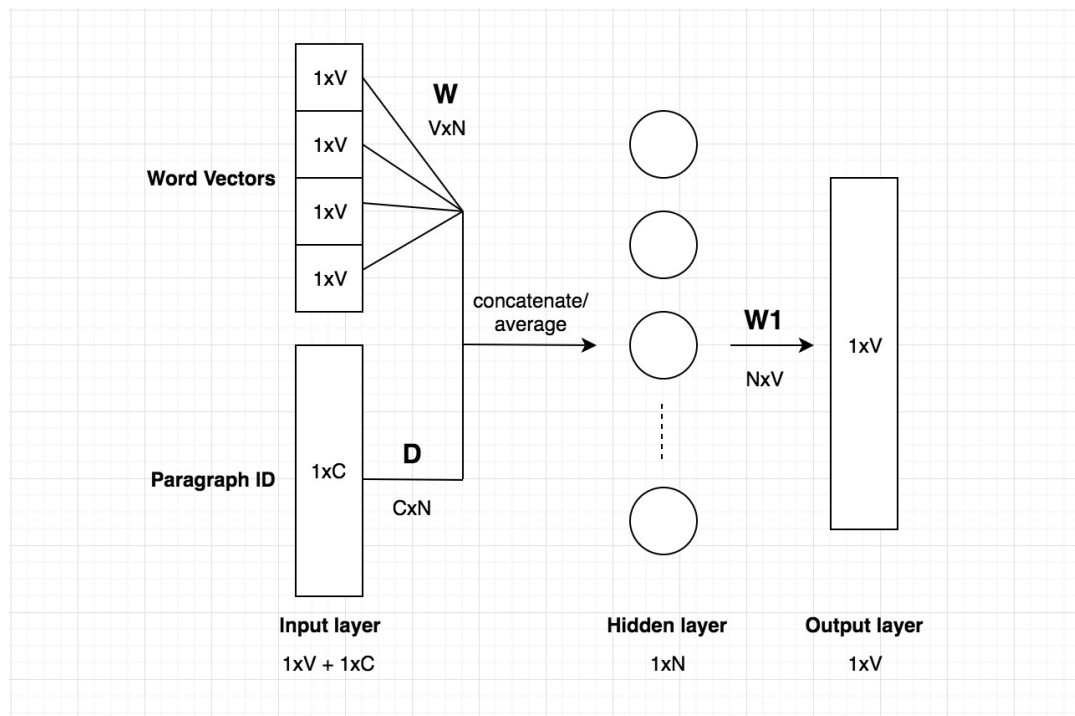 1xV
1xV
1xV
1xV
Word Vectors
W
VxN
1xC
Paragraph ID
D
CxN
concatenate/
average
W1
NxV
1xV
Input layer
1xV + 1xC
Hidden layer
1xN
Output layer
1xV